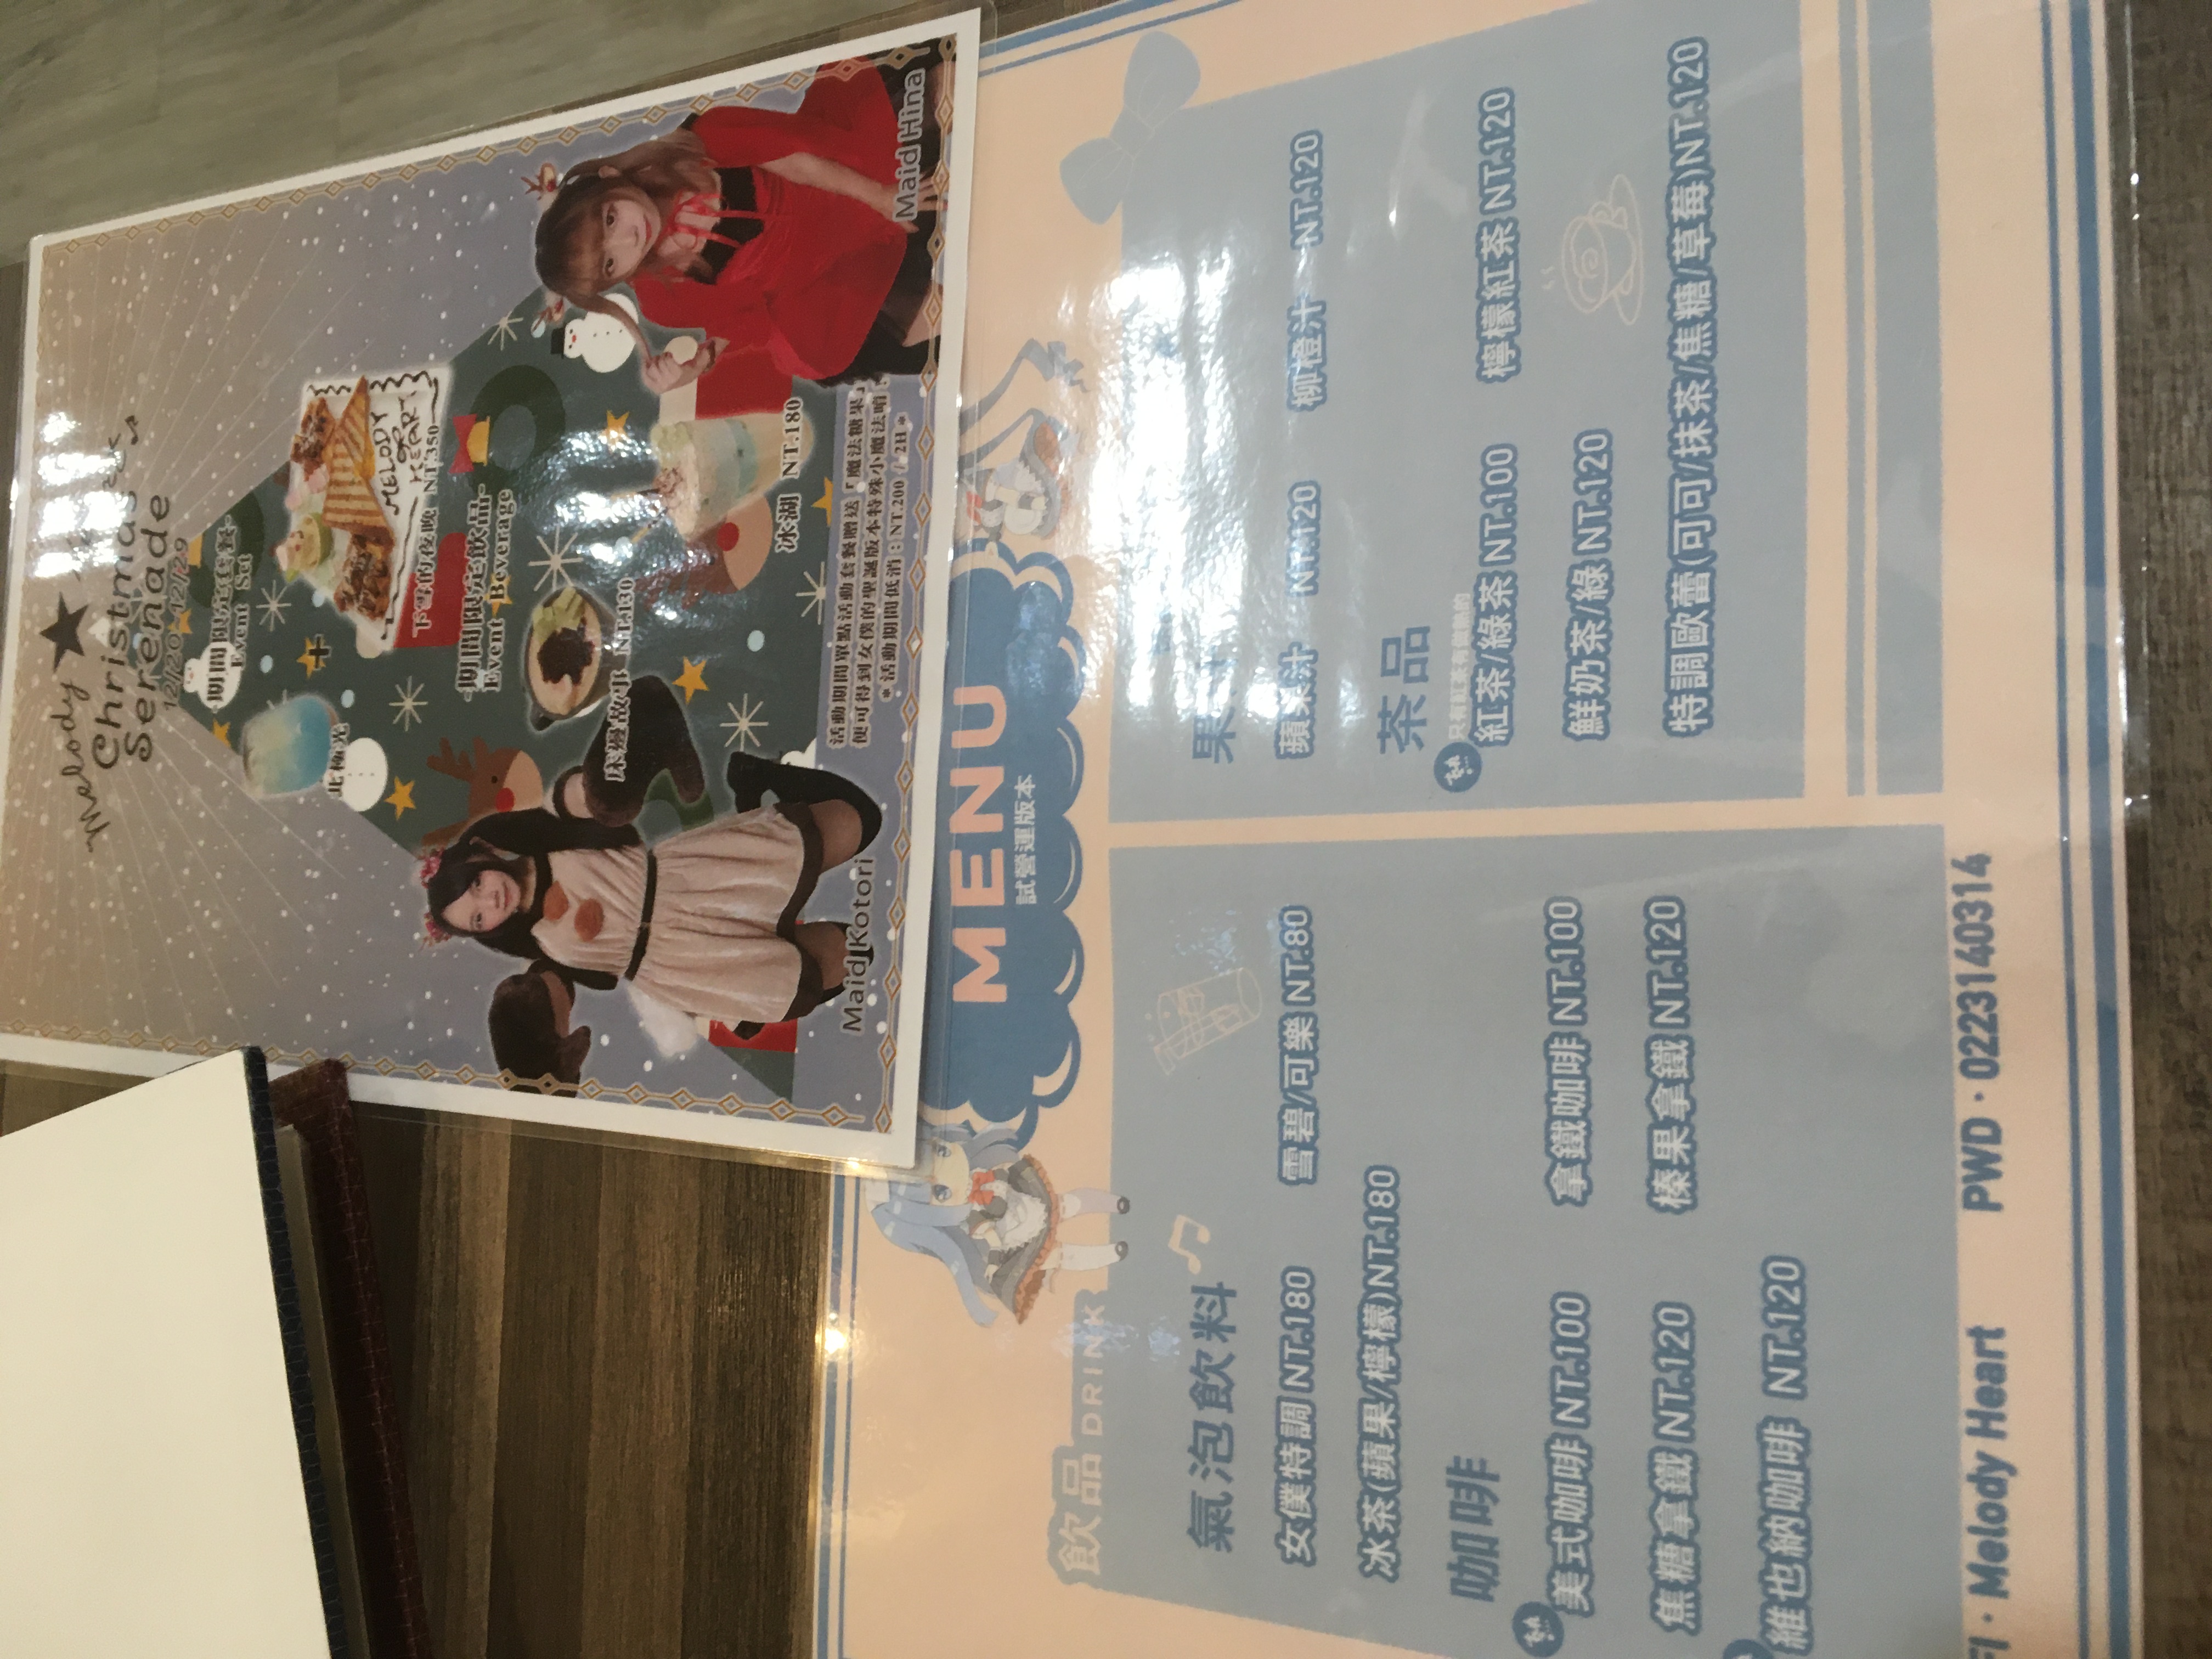 Melody
Christmas
Serenade
12/20~12/29
-期間限定套餐-
Event Set
北極光
+
MELODY
HEART
下雪的夜晚 NT.350
-期間限定飲品-
Event Beverage
床邊故事 NT.130
冰湖 NT.180
Maid Kotori
活動期間單點活動套餐贈送「魔法糖果」
便可得到女僕的聖誕版本特殊小魔法唷
*活動期間低消:NT.200 / 2H*
Maid Hina
MENU
試營運版本
飲品 DRINK
氣泡飲料
女僕特調 NT.180 雪碧/可樂 NT.80
冰茶(蘋果/檸檬)NT.180
咖啡
熱
美式咖啡 NT.100 拿鐵咖啡 NT.100
焦糖拿鐵 NT.120 榛果拿鐵 NT.120
維也納咖啡 NT.120
果汁
蘋果汁 NT.120 柳橙汁 NT.120
茶品
熱 只有紅茶有做熱的
紅茶/綠茶 NT.100 檸檬紅茶 NT.120
鮮奶茶/綠 NT.120
特調歐蕾(可可/抹茶/焦糖/草莓)NT.120
FI · Melody Heart PWD · 0223140314